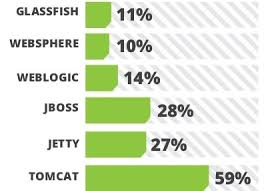 GLASSFISH 11%
WEBSPHERE 10%
WEBLOGIC 14%
JBOSS 28%
JETTY 27%
TOMCAT 59%